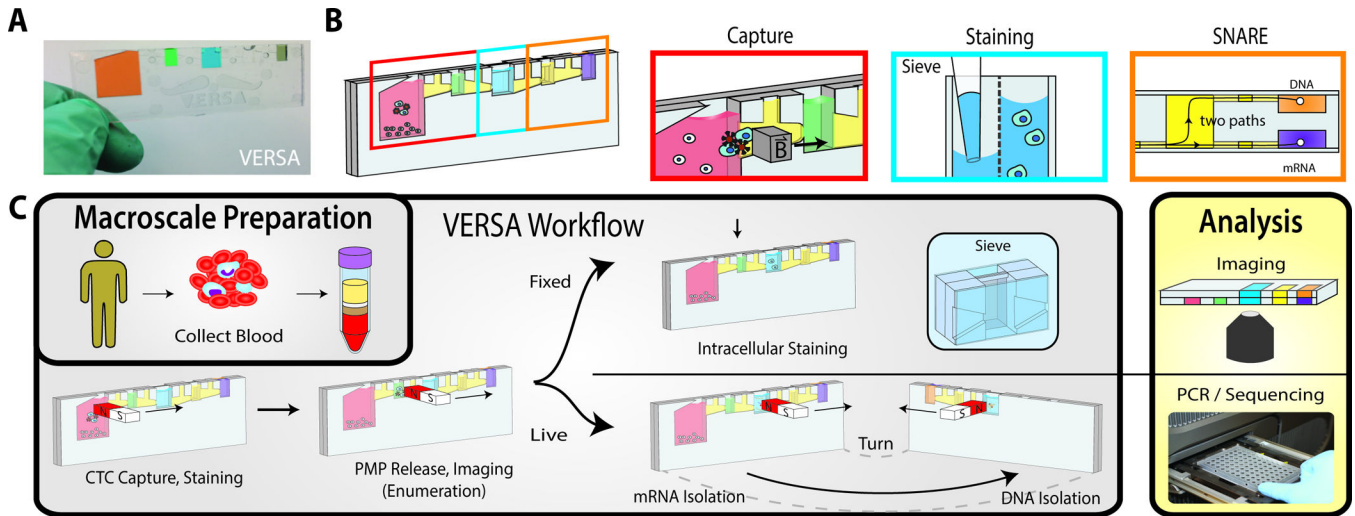 A
VERSA
VERSA
B
Capture
B
Staining
Sieve
SNARE
DNA
two paths
mRNA
C
Macroscale Preparation
Collect Blood
VERSA Workflow
Fixed
Live
Intracellular Staining
Sieve
N S
CTC Capture, Staining
N S
PMP Release, Imaging
(Enumeration)
N S
mRNA Isolation
Turn
S N
DNA Isolation
Analysis
Imaging
PCR / Sequencing